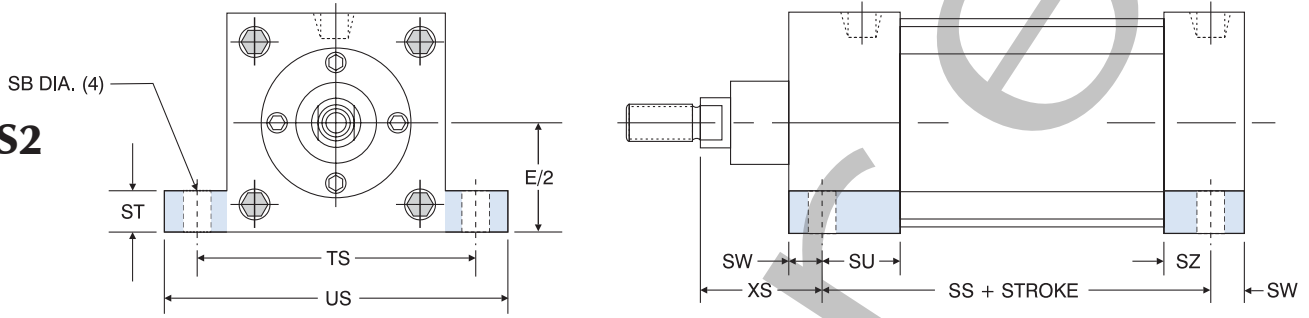 SB DIA. (4)
S2
E/2
ST
TS
US
SW
SU
SZ
XS
SS + STROKE
SW